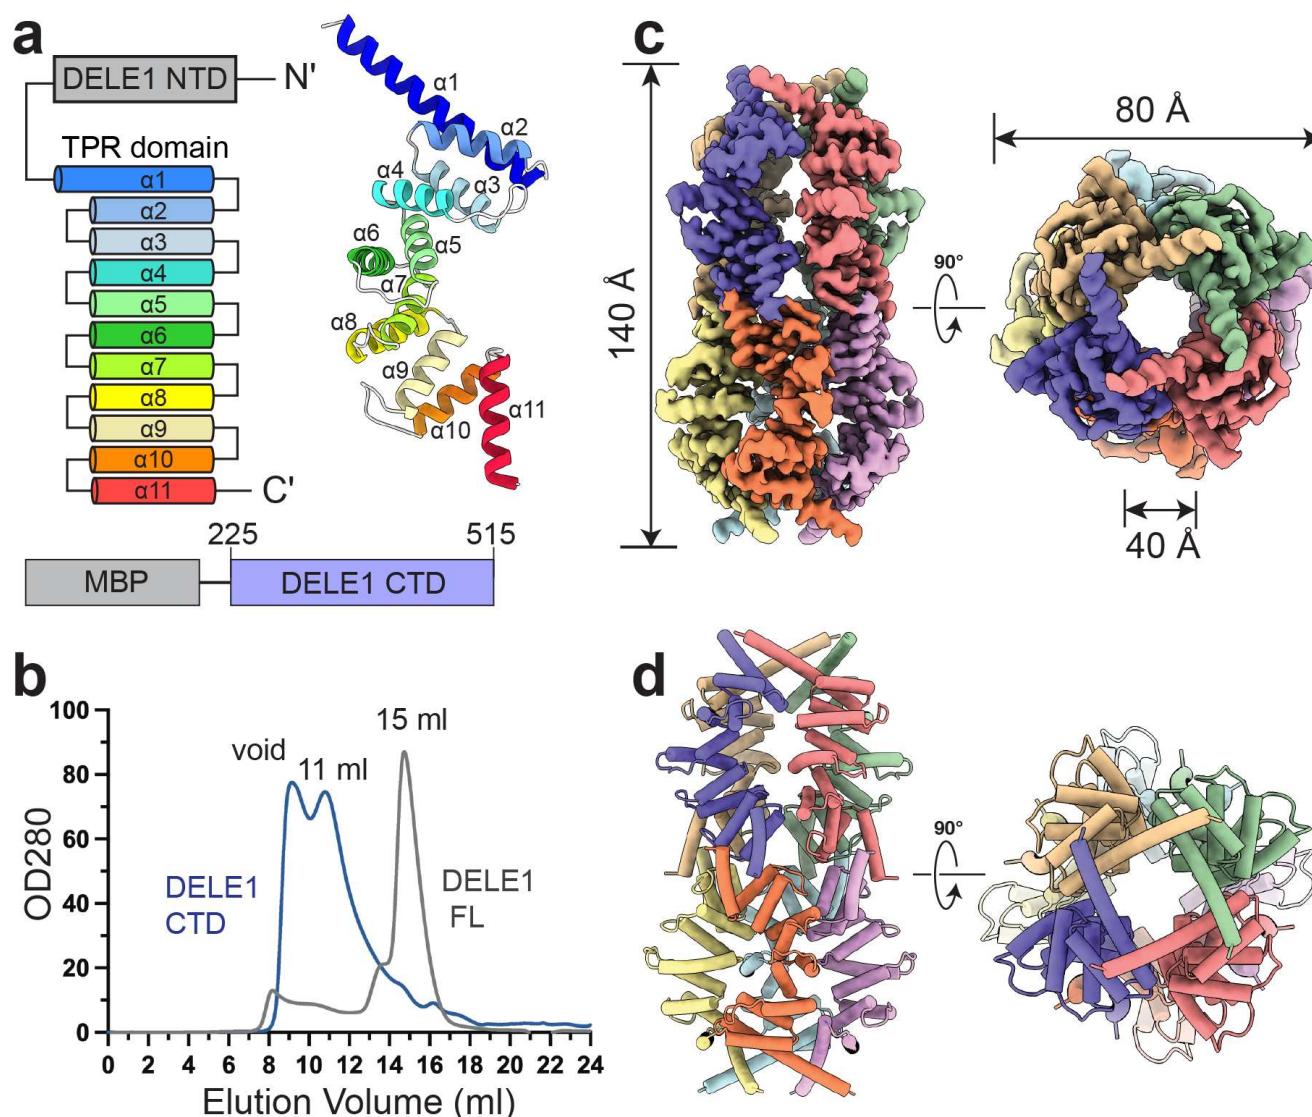 a
DELE1 NTD
N'
TPR domain
α1
α2
α3
α4
α5
α6
α7
α8
α9
α10
α11
C'
α1
α2
α3
α4
α5
α6
α7
α8
α9
α10
α11
225
515
MBP
DELE1 CTD
b
100
80
60
40
20
0
OD280
void
11 ml
15 ml
DELE1
CTD
DELE1
FL
0 2 4 6 8 10 12 14 16 18 20 22 24
Elution Volume (ml)
c
140 Å
90°
80 Å
40 Å
d
90°